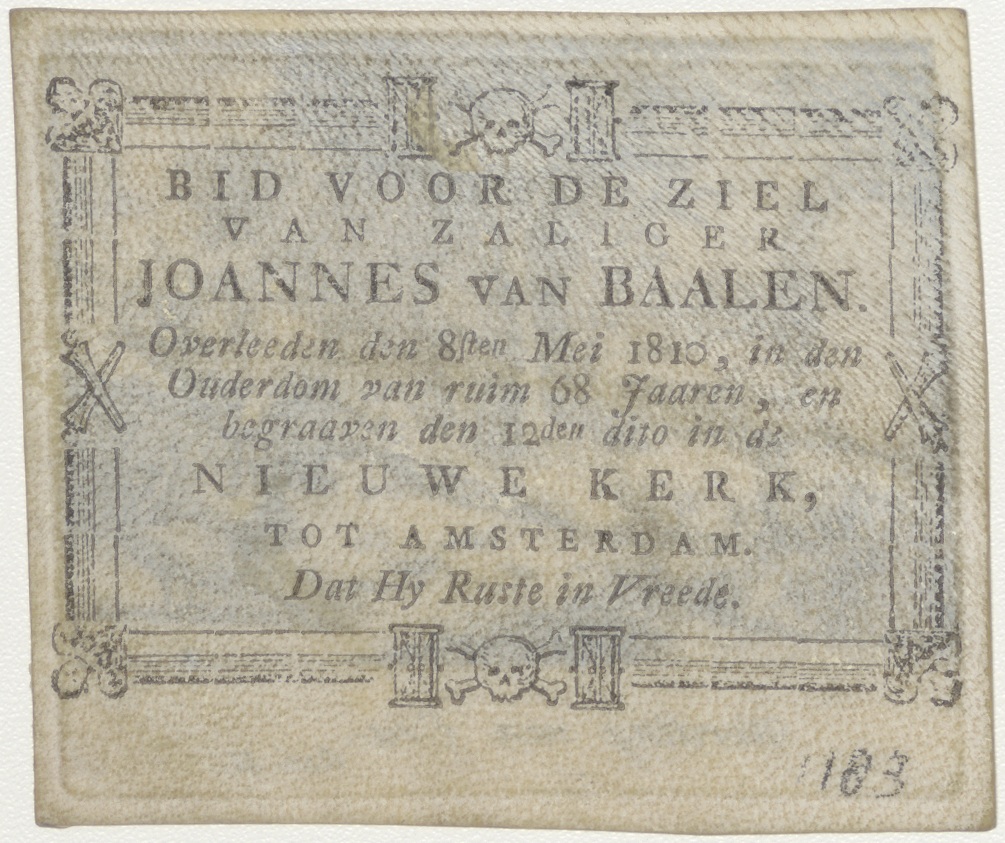 BID VOOR DE ZIEL
VAN ZALIGER
JOANNES VAN BAALEN.
Overleeden den 8sten Mei 1810, in den
Ouderdom van ruim 68 Jaaren, en
begraaven den 12den dito in de
NIEUWE KERK,
TOT AMSTERDAM.
Dat Hy Ruste in Vreede.